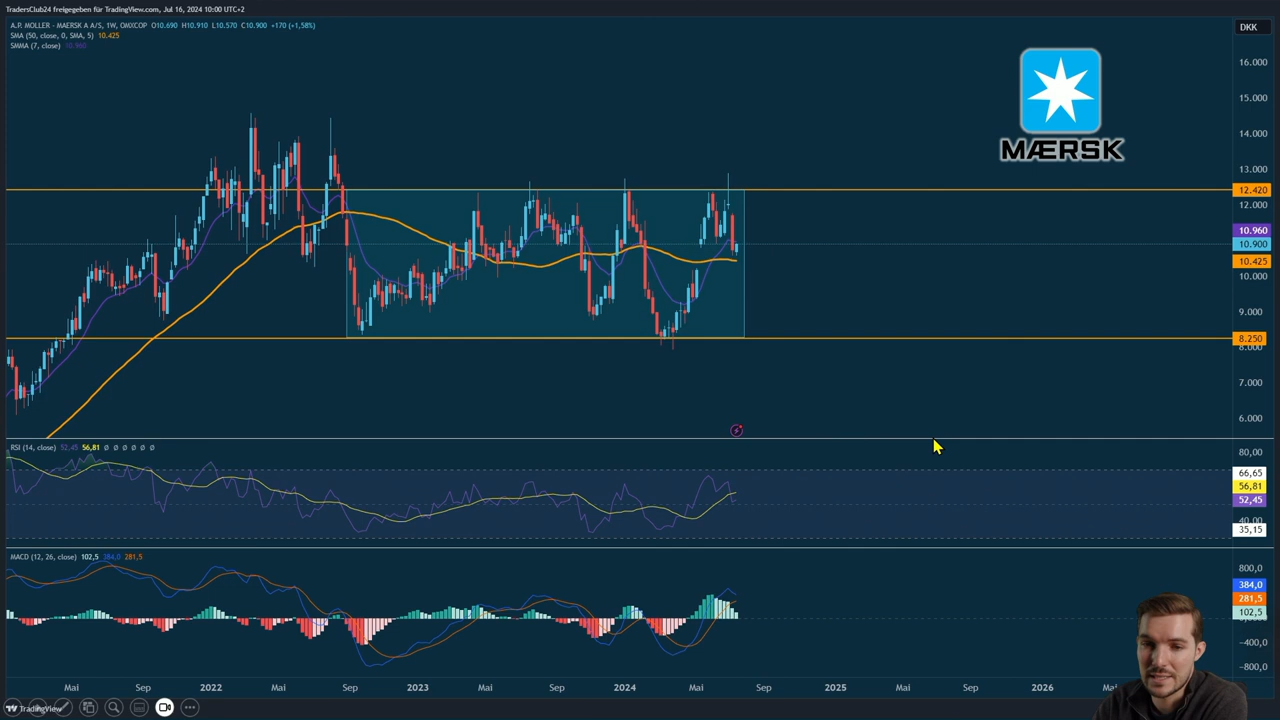 TradersClub24 freigegeben für TradingView.com, Jul 16, 2024 10:00 UTC+2
A.P. MOLLER - MAERSK A A/S, 1W, OMXCOP O10.690 H10.910 L10.570 C10.900 +170 (+1,58%)
SMA (50, close, 0, SMA, 5) 10.425
SMMA (7, close) 10.960
DKK
MÆRSK
16.000
15.000
14.000
13.000
12.420
12.000
10.960
10.900
10.425
10.000
9.000
8.250
8.000
7.000
6.000
RSI (14, close) 52,45 56,81 Ø Ø Ø Ø Ø Ø
80,00
66,65
56,81
52,45
40,00
35,15
MACD (12, 26, close) 102,5 384,0 281,5
800,0
384,0
281,5
102,5
−400,0
−800,0
Mai Sep 2022 Mai Sep 2023 Mai Sep 2024 Mai Sep 2025 Mai Sep 2026 Mai
TradingView